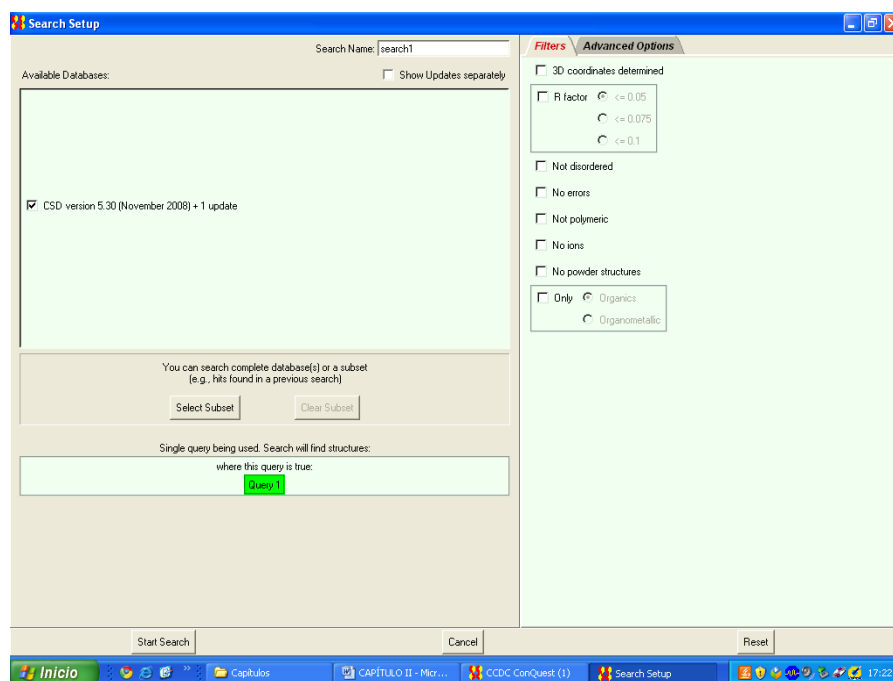 Search Setup
Search Name: search1
Available Databases:
Show Updates separately
CSD version 5.30 (November 2008) + 1 update
You can search complete database(s) or a subset
(e.g., hits found in a previous search)
Select Subset
Clear Subset
Single query being used. Search will find structures:
where this query is true:
Query 1
Filters
Advanced Options
3D coordinates determined
R factor
<= 0.05
<= 0.075
<= 0.1
Not disordered
No errors
Not polymeric
No ions
No powder structures
Only
Organics
Organometallic
Start Search
Cancel
Reset
Inicio
»
Capítulos
CAPÍTULO II - Micr...
CCDC ConQuest (1)
Search Setup
17:22